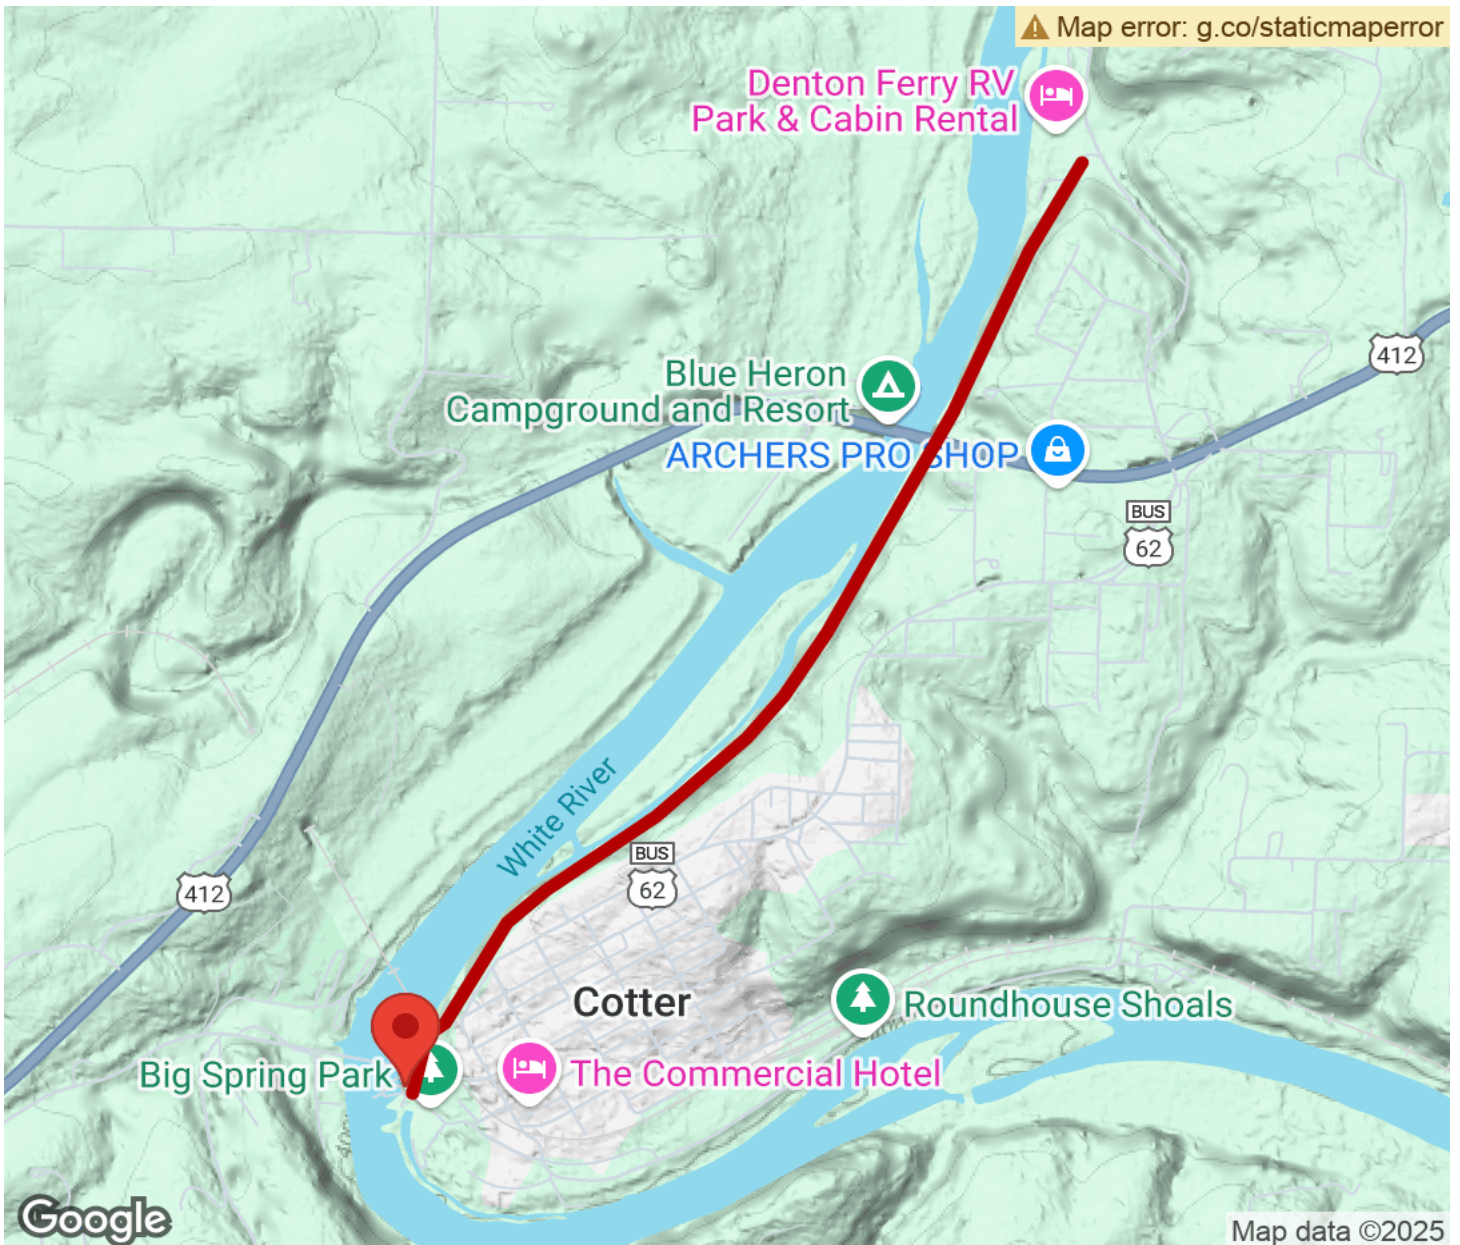 Map error: g.co/staticmaperror
Denton Ferry RV
Park & Cabin Rental
412
Blue Heron
Campground and Resort
ARCHERS PRO SHOP
BUS
62
White River
BUS
62
412
Cotter
Roundhouse Shoals
Big Spring Park
The Commercial Hotel
Google
Map data ©2025